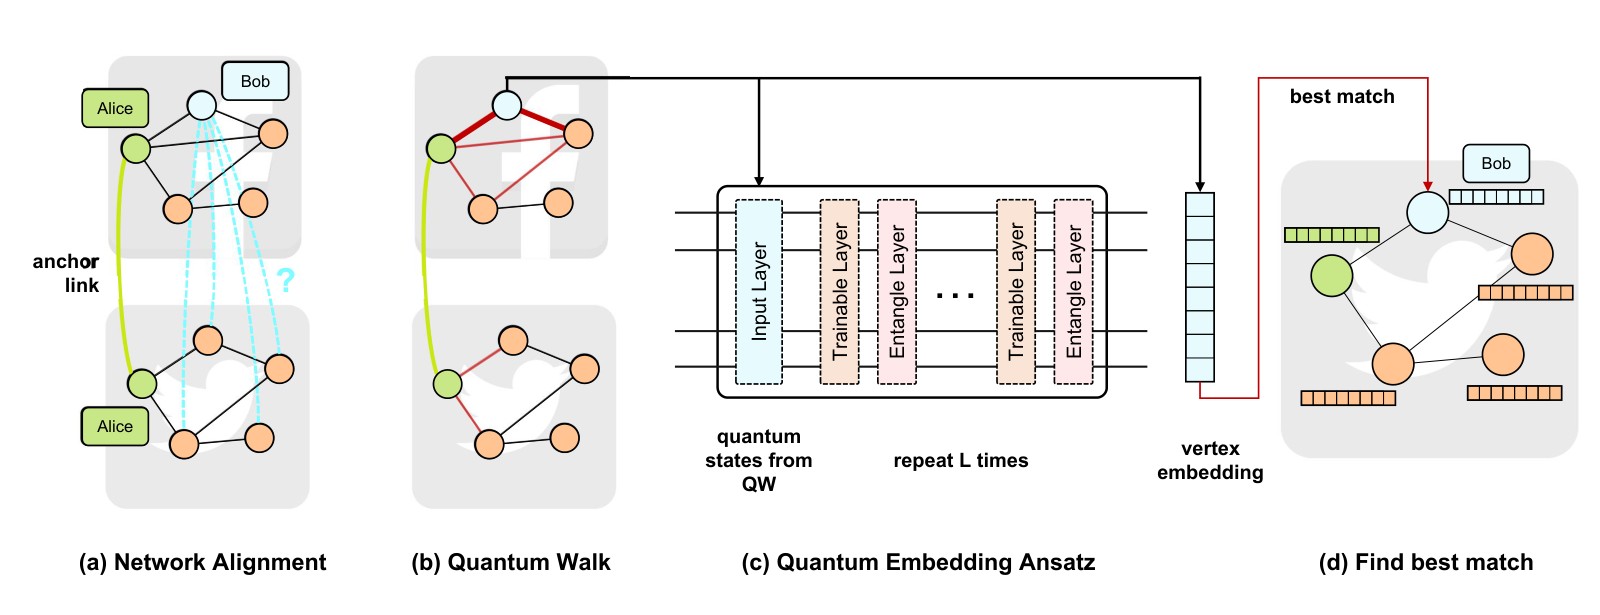 Alice
Bob
anchor
link
?
Alice
(a) Network Alignment
(b) Quantum Walk
Input Layer
Trainable Layer
Entangle Layer
...
Trainable Layer
Entangle Layer
quantum
states from
QW
repeat L times
(c) Quantum Embedding Ansatz
vertex
embedding
best match
Bob
(d) Find best match